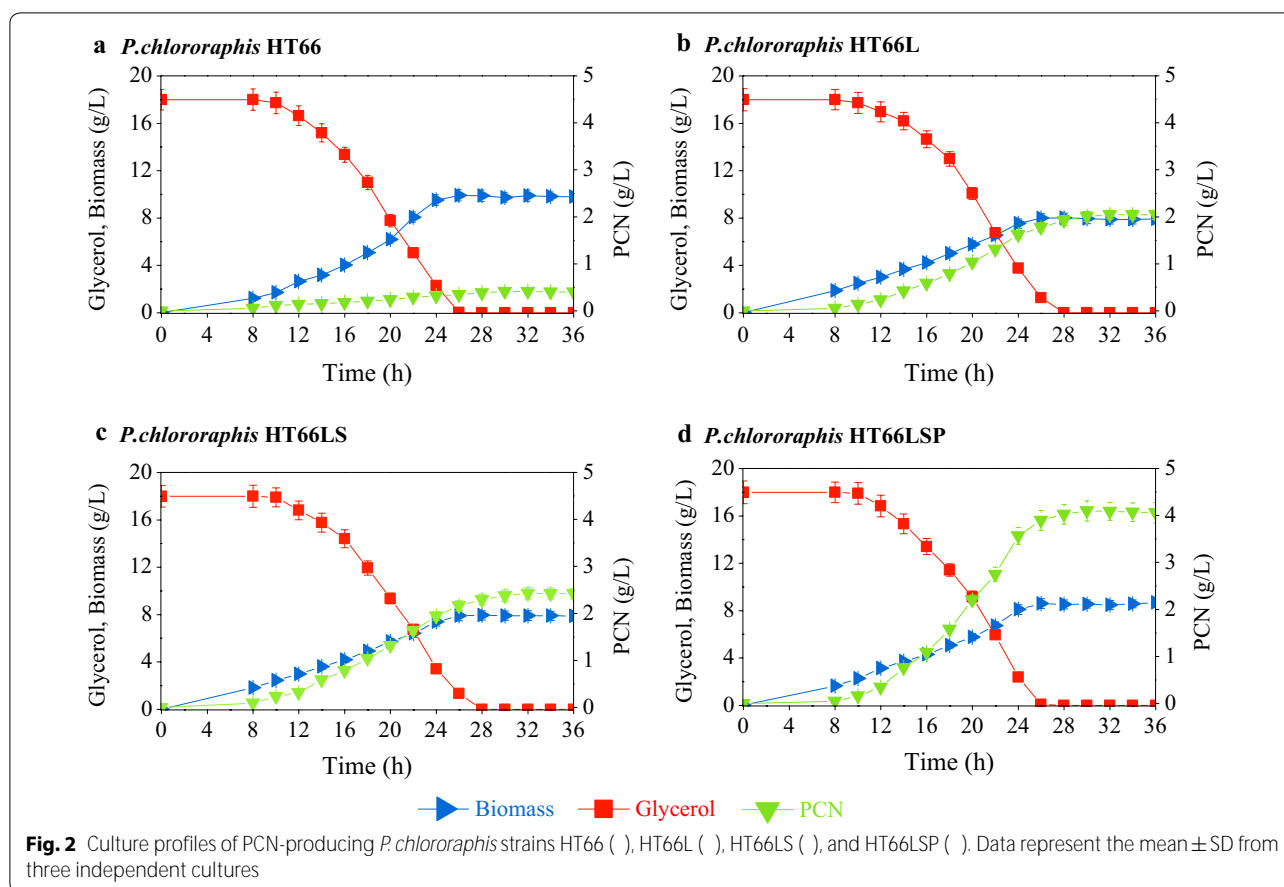 a P.chlororaphis HT66
b P.chlororaphis HT66L
Glycerol, Biomass (g/L)
20
16
12
8
4
0
5
4
3
2
1
0
PCN (g/L)
0 4 8 12 16 20 24 28 32 36
Time (h)
Glycerol, Biomass (g/L)
20
16
12
8
4
0
5
4
3
2
1
0
PCN (g/L)
0 4 8 12 16 20 24 28 32 36
Time (h)
c P.chlororaphis HT66LS
d P.chlororaphis HT66LSP
Glycerol, Biomass (g/L)
20
16
12
8
4
0
5
4
3
2
1
0
PCN (g/L)
0 4 8 12 16 20 24 28 32 36
Time (h)
Glycerol, Biomass (g/L)
20
16
12
8
4
0
5
4
3
2
1
0
PCN (g/L)
0 4 8 12 16 20 24 28 32 36
Time (h)
Biomass Glycerol PCN
Fig. 2 Culture profiles of PCN-producing P. chlororaphis strains HT66 ( ), HT66L ( ), HT66LS ( ), and HT66LSP ( ). Data represent the mean ± SD from
three independent cultures